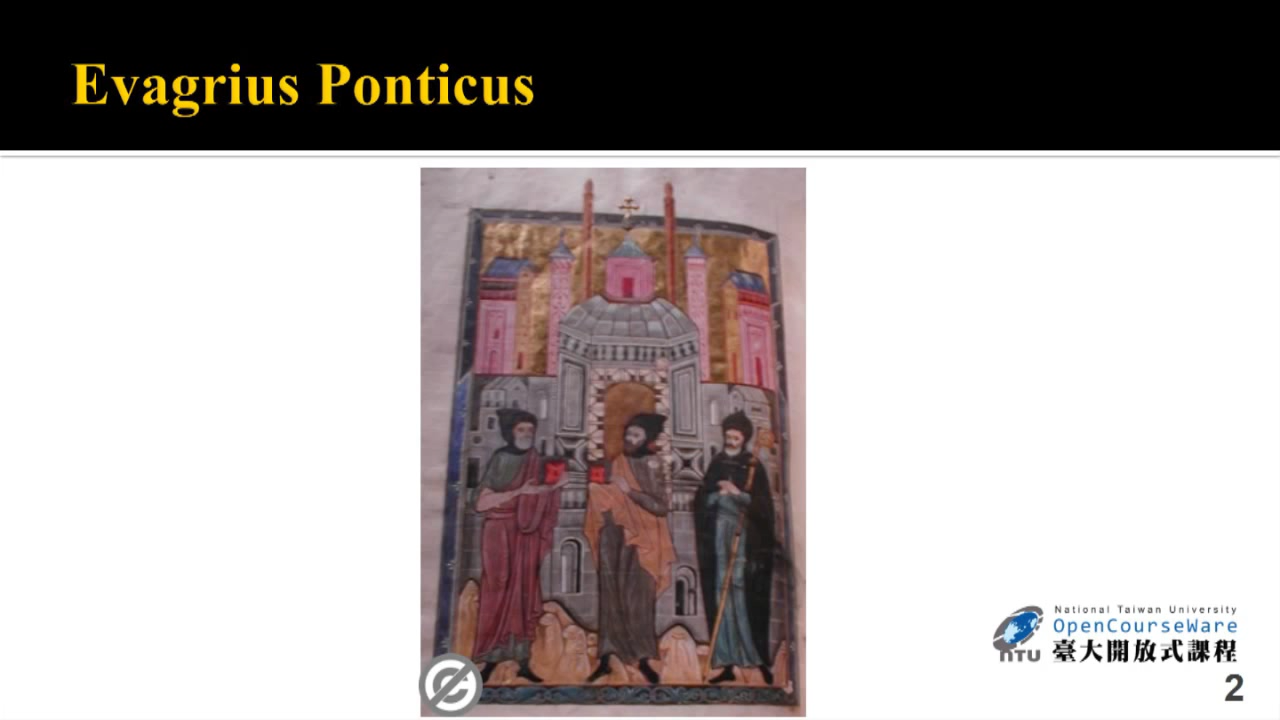 Evagrius Ponticus
National Taiwan University
OpenCourseWare
NTU 臺大開放式課程
2